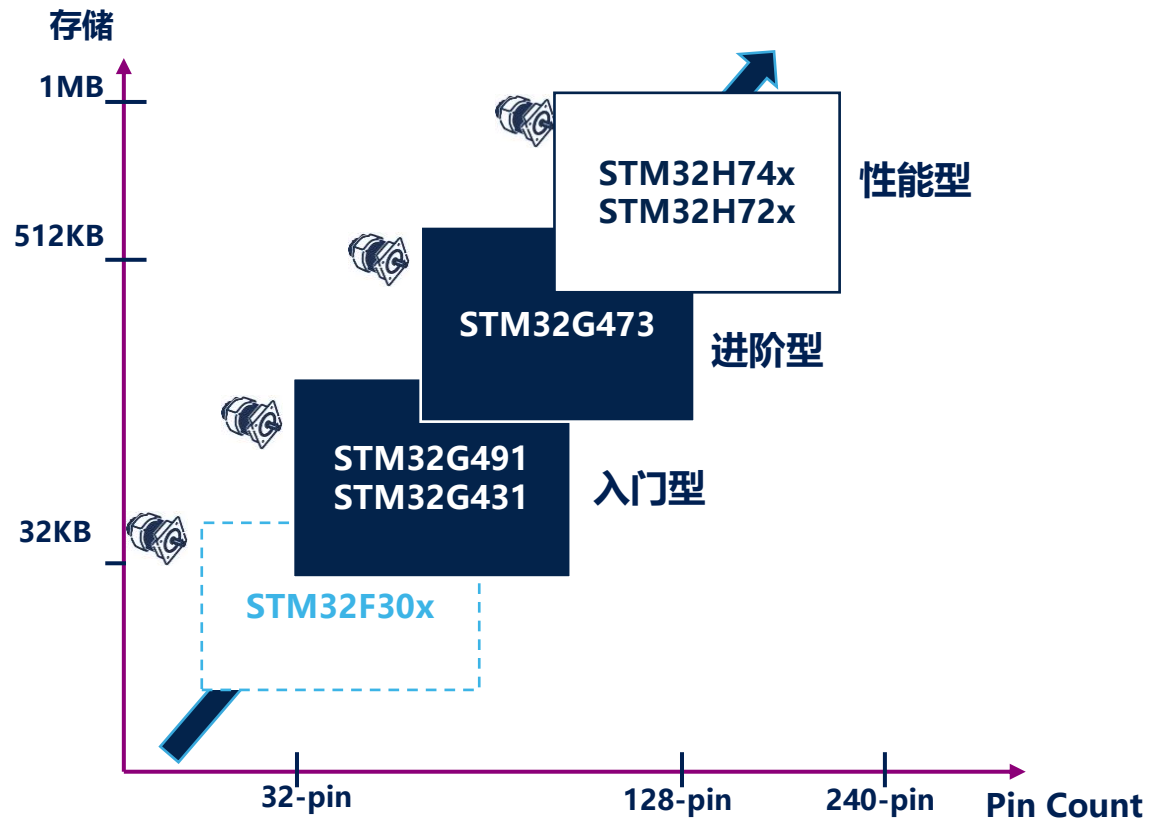 存储
1MB
STM32H74x
STM32H72x
性能型
512KB
STM32G473
进阶型
STM32G491
STM32G431
入门型
32KB
STM32F30x
32-pin
128-pin
240-pin
Pin Count